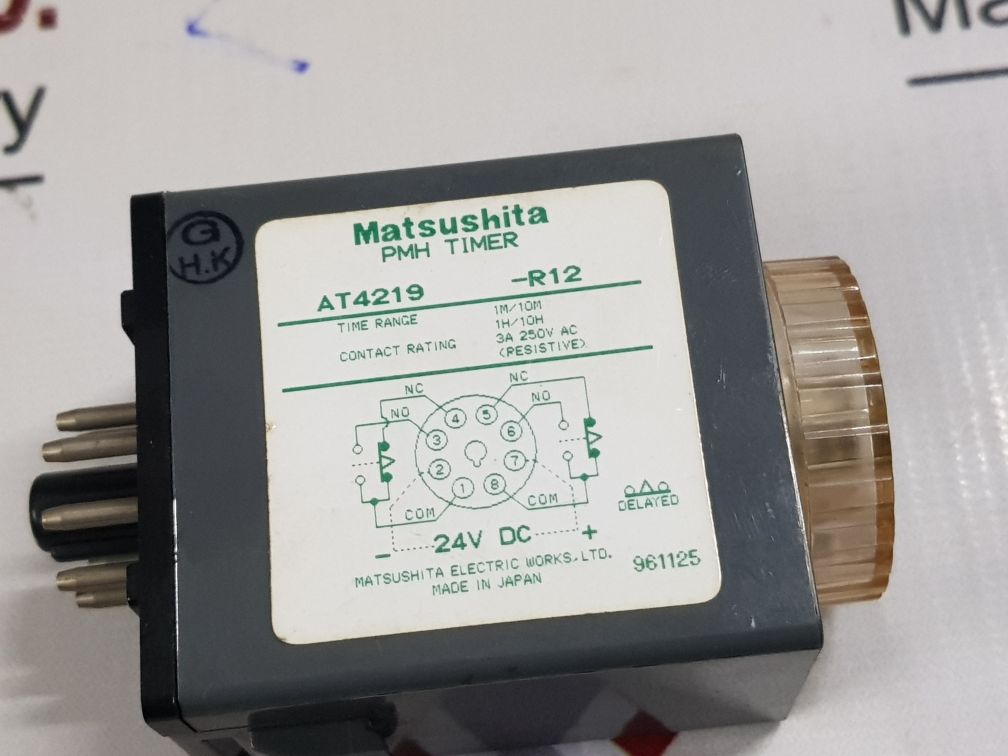 y
Ma
G
H.K
Matsushita
PMH TIMER
AT4219 -R12
TIME RANGE 1M/10M
1H/10H
CONTACT RATING 3A 250V AC
(RESISTIVE)
NC NC
NO NO
4 5
3 6
2 7
1 8
COM COM
DELAYED
- 24V DC +
MATSUSHITA ELECTRIC WORKS,LTD.
MADE IN JAPAN
961125